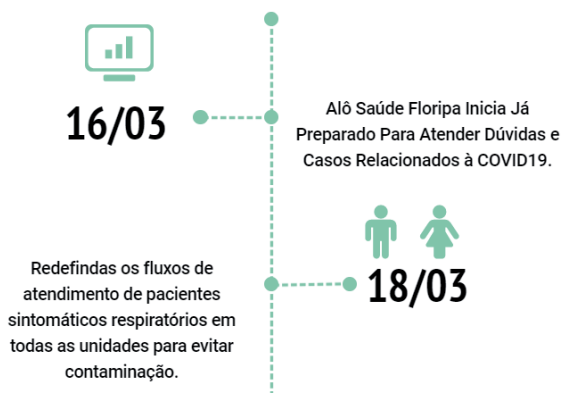 16/03
Alô Saúde Floripa Inicia Já
Preparado Para Atender Dúvidas e
Casos Relacionados à COVID19.
18/03
Redefindas os fluxos de
atendimento de pacientes
sintomáticos respiratórios em
todas as unidades para evitar
contaminação.